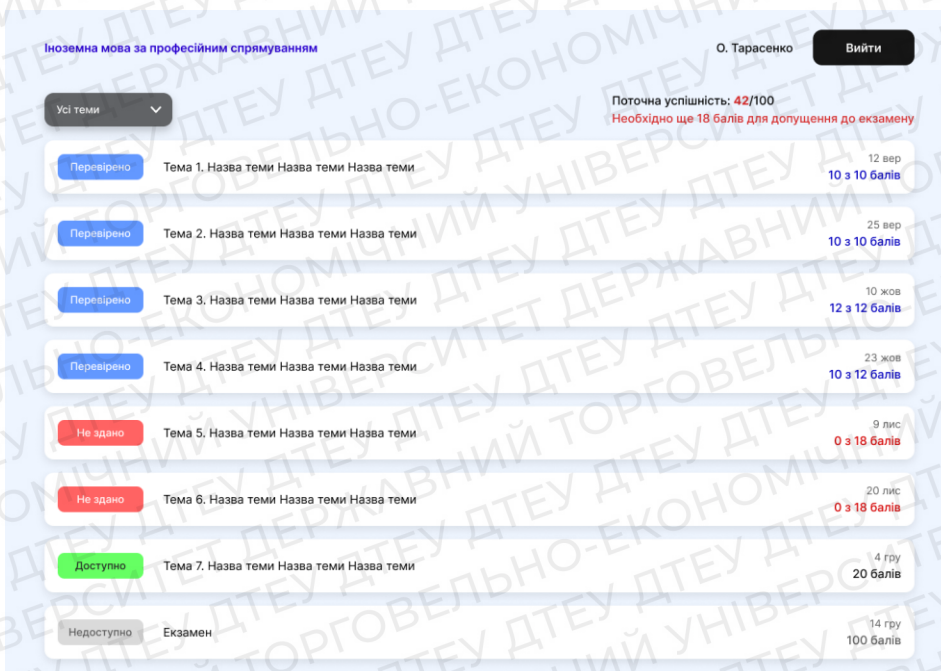 Іноземна мова за професійним спрямуванням
О. Тарасенко
Вийти
Усі теми
Поточна успішність: 42/100
Необхідно ще 18 балів для допущення до екзамену
Перевірено
Тема 1. Назва теми Назва теми Назва теми
12 вер
10 з 10 балів
Перевірено
Тема 2. Назва теми Назва теми Назва теми
25 вер
10 з 10 балів
Перевірено
Тема 3. Назва теми Назва теми Назва теми
10 жов
12 з 12 балів
Перевірено
Тема 4. Назва теми Назва теми Назва теми
23 жов
10 з 12 балів
Не здано
Тема 5. Назва теми Назва теми Назва теми
9 лис
0 з 18 балів
Не здано
Тема 6. Назва теми Назва теми Назва теми
20 лис
0 з 18 балів
Доступно
Тема 7. Назва теми Назва теми Назва теми
4 гру
20 балів
Недоступно
Екзамен
14 гру
100 балів
ДЕРЖАВНИЙ ТОРГОВЕЛЬНО-ЕКОНОМІЧНИЙ УНІВЕРСИТЕТ ДТЕУ